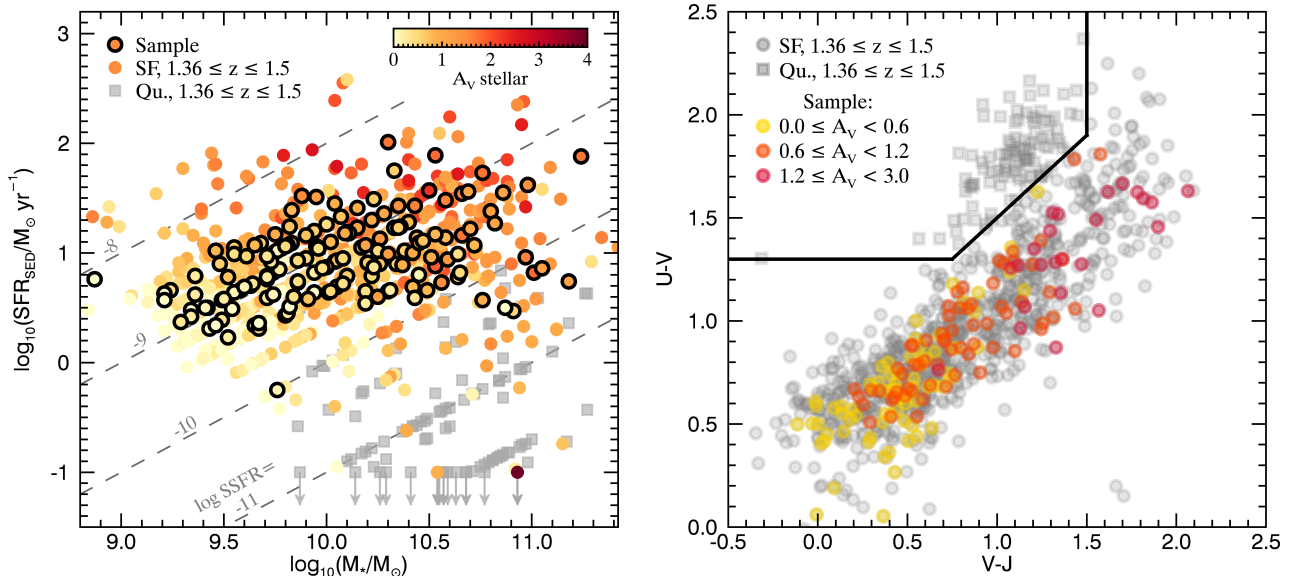 Sample
SF, 1.36 ≤ z ≤ 1.5
Qu., 1.36 ≤ z ≤ 1.5
0 1 2 3 4
A_V stellar
3
2
1
0
-1
log₁₀(SFR_SED/M_⊙ yr⁻¹)
-8
-9
-10
log SSFR=
-11
9.0 9.5 10.0 10.5 11.0
log₁₀(M_*/M_⊙)
2.5
2.0
1.5
1.0
0.5
0.0
U-V
SF, 1.36 ≤ z ≤ 1.5
Qu., 1.36 ≤ z ≤ 1.5
Sample:
0.0 ≤ A_V < 0.6
0.6 ≤ A_V < 1.2
1.2 ≤ A_V < 3.0
-0.5 0.0 0.5 1.0 1.5 2.0 2.5
V-J